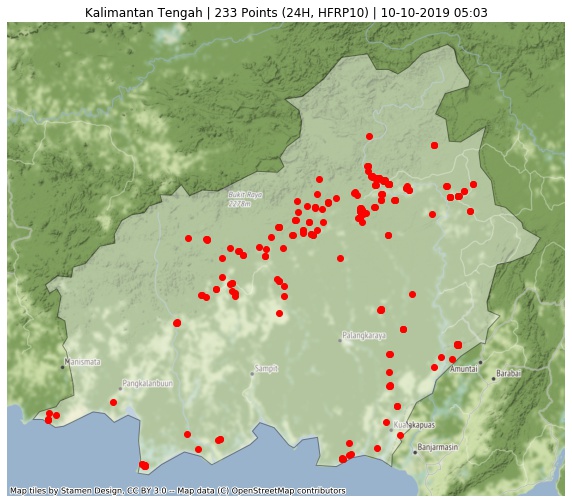 Kalimantan Tengah | 233 Points (24H, HFRP10) | 10-10-2019 05:03
Bukit Raya
2278m
Palangkaraya
Manismata
Sampit
Amuntai
Barabai
Pangkalanbuun
Kualakapuas
Banjarmasin
Map tiles by Stamen Design, CC BY 3.0 -- Map data (C) OpenStreetMap contributors